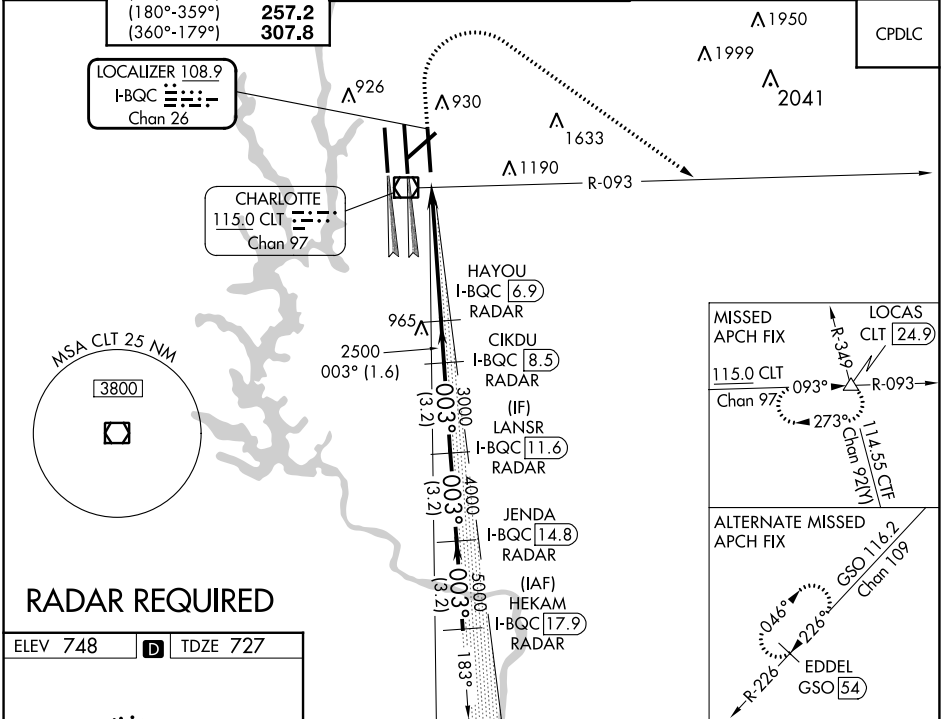 (180°-359°) 257.2
(360°-179°) 307.8
CPDLC
LOCALIZER 108.9
I-BQC
Chan 26
926
930
1633
1190
1950
1999
2041
R-093
CHARLOTTE
115.0 CLT
Chan 97
HAYOU
I-BQC 6.9
RADAR
965
2500
003° (1.6)
CIKDU
I-BQC 8.5
RADAR
3000
003°
(3.2)
(IF)
LANSR
I-BQC 11.6
RADAR
4000
003°
(3.2)
JENDA
I-BQC 14.8
RADAR
5000
003°
(3.2)
(IAF)
HEKAM
I-BQC 17.9
RADAR
183°
MSA CLT 25 NM
3800
MISSED
APCH FIX
LOCAS
CLT 24.9
R-349
115.0 CLT
Chan 97
093°
R-093
273°
114.55 CTF
Chan 92(Y)
ALTERNATE MISSED
APCH FIX
GSO 116.2
Chan 109
046°
226°
R-226
EDDEL
GSO 54
RADAR REQUIRED
ELEV 748 D TDZE 727